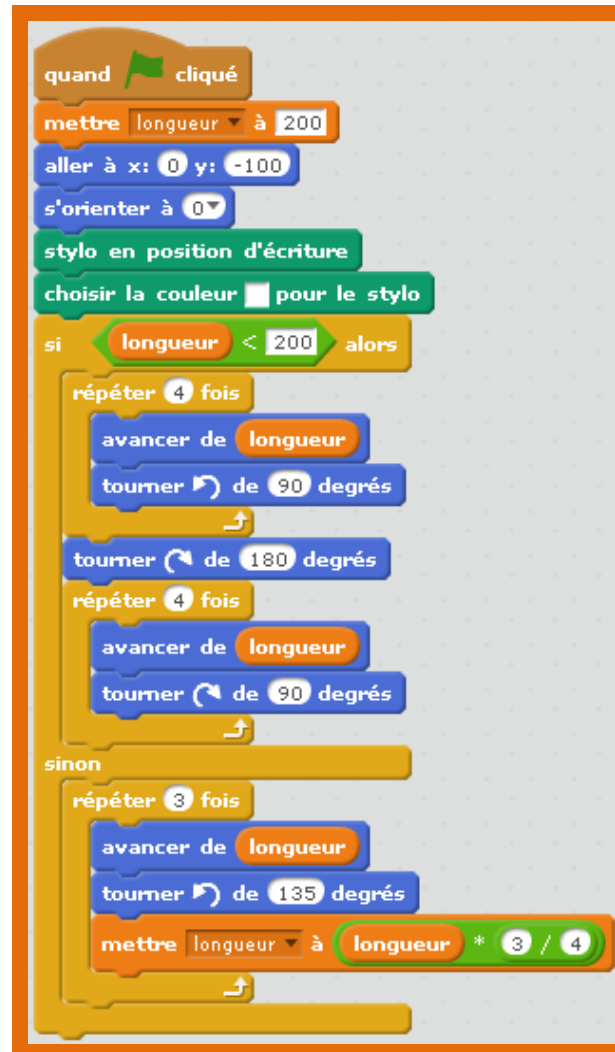 quand cliqué
mettre longueur à 200
aller à x: 0 y: -100
s'orienter à 0
stylo en position d'écriture
choisir la couleur pour le stylo
si longueur < 200 alors
répéter 4 fois
avancer de longueur
tourner de 90 degrés
tourner de 180 degrés
répéter 4 fois
avancer de longueur
tourner de 90 degrés
sinon
répéter 3 fois
avancer de longueur
tourner de 135 degrés
mettre longueur à longueur * 3 / 4